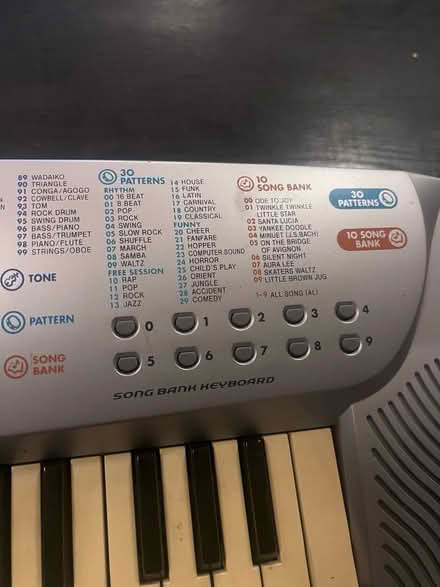 89 WADAIKO
90 TRIANGLE
91 CONGA/AGOGO
92 COWBELL/CLAVE
93 TOM
94 ROCK DRUM
95 SWING DRUM
96 BASS/PIANO
97 BASS/TRUMPET
98 PIANO/FLUTE
99 STRINGS/OBOE
30 PATTERNS
RHYTHM
00 16 BEAT
01 8 BEAT
02 POP
03 ROCK
04 SWING
05 SLOW ROCK
06 SHUFFLE
07 MARCH
08 SAMBA
09 WALTZ
FREE SESSION
10 RAP
11 POP
12 ROCK
13 JAZZ
14 HOUSE
15 FUNK
16 LATIN
17 CARNIVAL
18 COUNTRY
19 CLASSICAL
FUNNY
20 CHEER
21 FANFARE
22 HOPPER
23 COMPUTER SOUND
24 HORROR
25 CHILD'S PLAY
26 ORIENT
27 JUNGLE
28 ACCIDENT
29 COMEDY
10
SONG BANK
00 ODE TO JOY
01 TWINKLE TWINKLE
LITTLE STAR
02 SANTA LUCIA
03 YANKEE DOODLE
04 MINUET (J.S.BACH)
05 ON THE BRIDGE
OF AVIGNON
06 SILENT NIGHT
07 AURA LEE
08 SKATERS WALTZ
09 LITTLE BROWN JUG
1-9 ALL SONG (AL)
30
PATTERNS
10 SONG
BANK
TONE
PATTERN
SONG
BANK
0
1
2
3
4
5
6
7
8
9
SONG BANK KEYBOARD